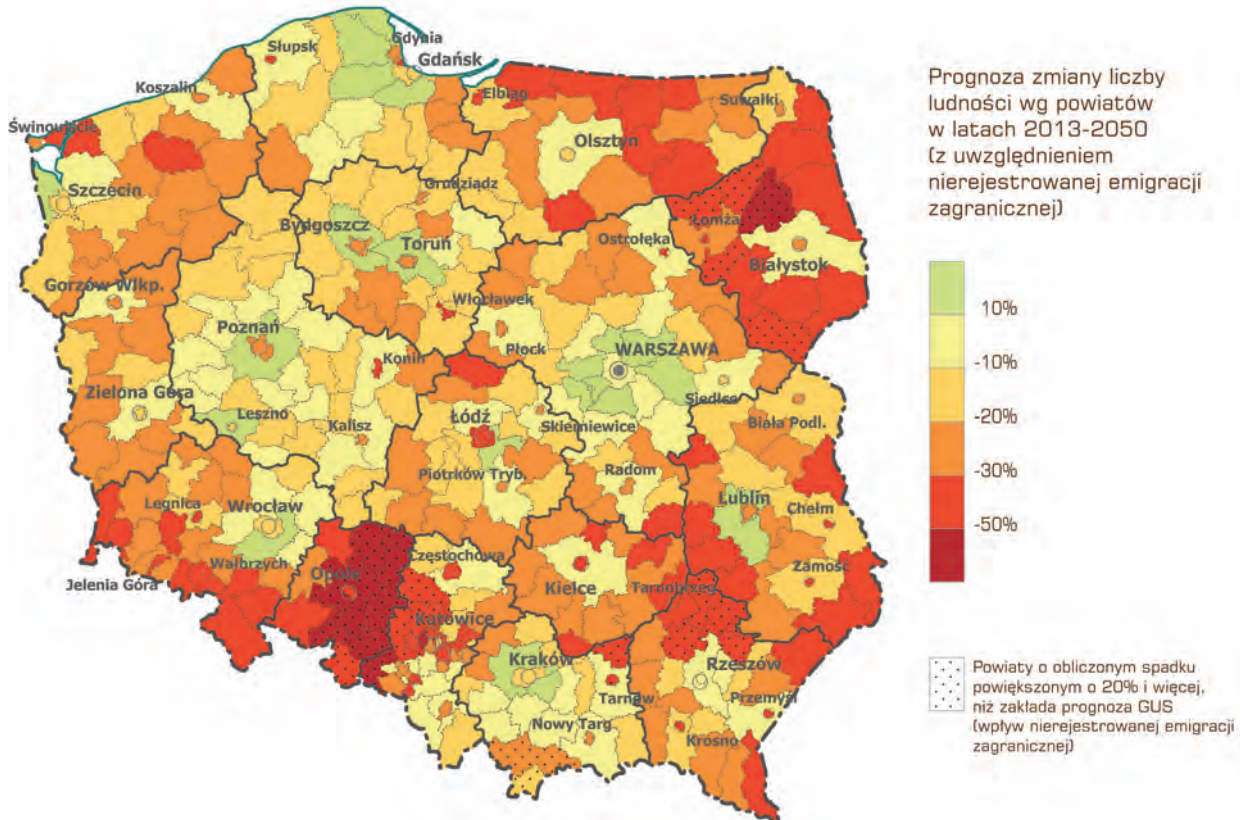 Gdynia
Słupsk
Gdańsk
Koszalin
Elbląg
Suwałki
Świnoujście
Olsztyn
Szczecin
Grudziądz
Łomża
Bydgoszcz
Ostrołęka
Toruń
Białystok
Gorzów Wlkp.
Włocławek
Poznań
Płock
WARSZAWA
Konin
Zielona Góra
Siedlce
Leszno
Łódź
Biała Podl.
Kalisz
Skierniewice
Piotrków Tryb.
Radom
Legnica
Wrocław
Lublin
Chełm
Wałbrzych
Częstochowa
Opole
Zamość
Jelenia Góra
Kielce
Tarnobrzeg
Katowice
Kraków
Rzeszów
Tarnów
Przemyśl
Nowy Targ
Krosno
Prognoza zmiany liczby
ludności wg powiatów
w latach 2013-2050
(z uwzględnieniem
nierejestrowanej emigracji
zagranicznej)
10%
-10%
-20%
-30%
-50%
Powiaty o obliczonym spadku
powiększonym o 20% i więcej,
niż zakłada prognoza GUS
(wpływ nierejestrowanej emigracji
zagranicznej)